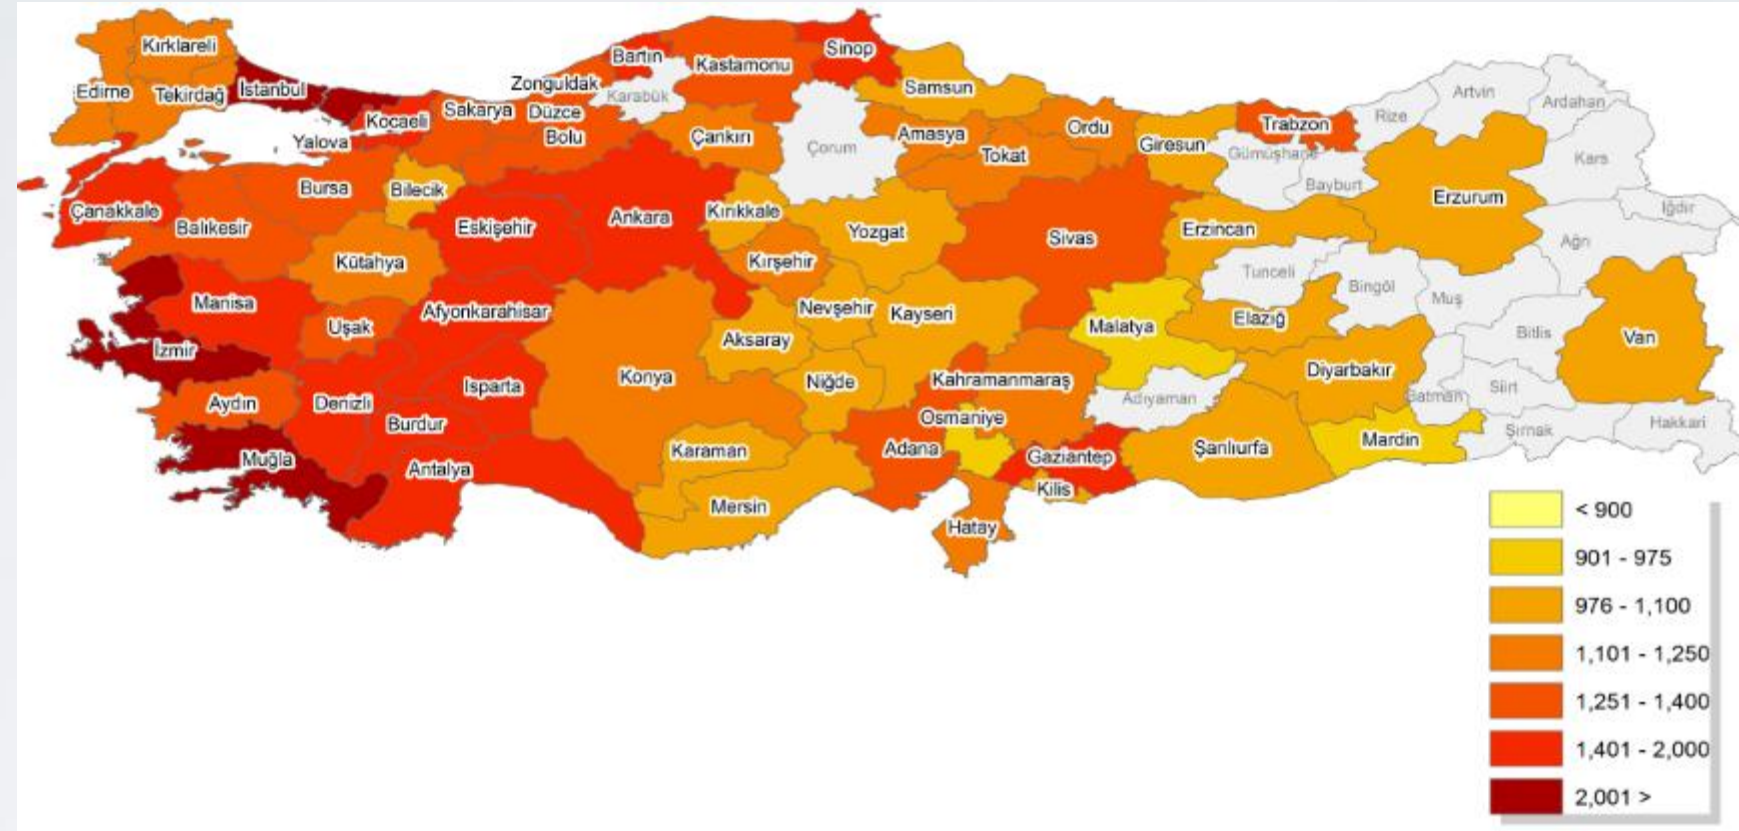 Kırklareli
Edirne
Tekirdağ
İstanbul
Kocaeli
Yalova
Sakarya
Zonguldak
Düzce
Bolu
Bartın
Karabük
Kastamonu
Sinop
Çankırı
Çorum
Samsun
Amasya
Tokat
Ordu
Giresun
Trabzon
Gümüşhane
Bayburt
Rize
Artvin
Ardahan
Kars
Iğdır
Ağrı
Erzurum
Erzincan
Çanakkale
Balıkesir
Bursa
Bilecik
Kütahya
Eskişehir
Ankara
Kırıkkale
Kırşehir
Yozgat
Sivas
Tunceli
Bingöl
Muş
Bitlis
Van
Manisa
Uşak
Afyonkarahisar
İzmir
Aydın
Denizli
Isparta
Burdur
Muğla
Antalya
Konya
Aksaray
Nevşehir
Kayseri
Niğde
Karaman
Mersin
Malatya
Elazığ
Diyarbakır
Kahramanmaraş
Adıyaman
Osmaniye
Adana
Gaziantep
Kilis
Hatay
Şanlıurfa
Mardin
Batman
Siirt
Şırnak
Hakkari
< 900
901 - 975
976 - 1,100
1,101 - 1,250
1,251 - 1,400
1,401 - 2,000
2,001 >